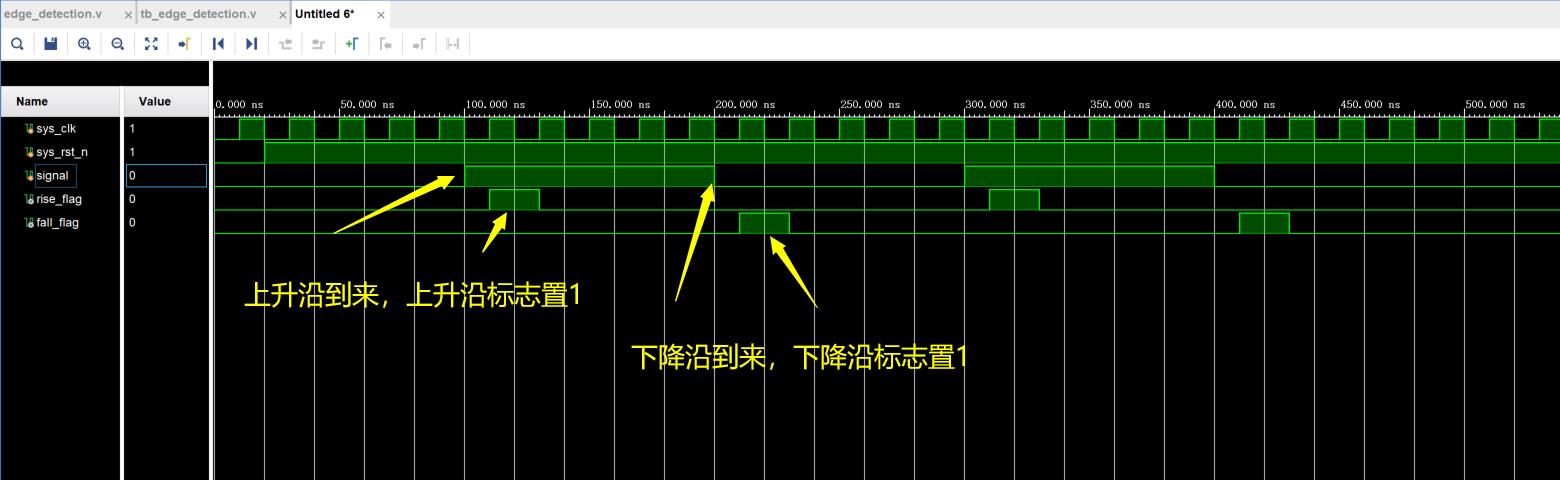 edge_detection.v
tb_edge_detection.v
Untitled 6*
Name Value
0.000 ns 50.000 ns 100.000 ns 150.000 ns 200.000 ns 250.000 ns 300.000 ns 350.000 ns 400.000 ns 450.000 ns 500.000 ns
sys_clk 1
sys_rst_n 1
signal 0
rise_flag 0
fall_flag 0
上升沿到来，上升沿标志置1
下降沿到来，下降沿标志置1